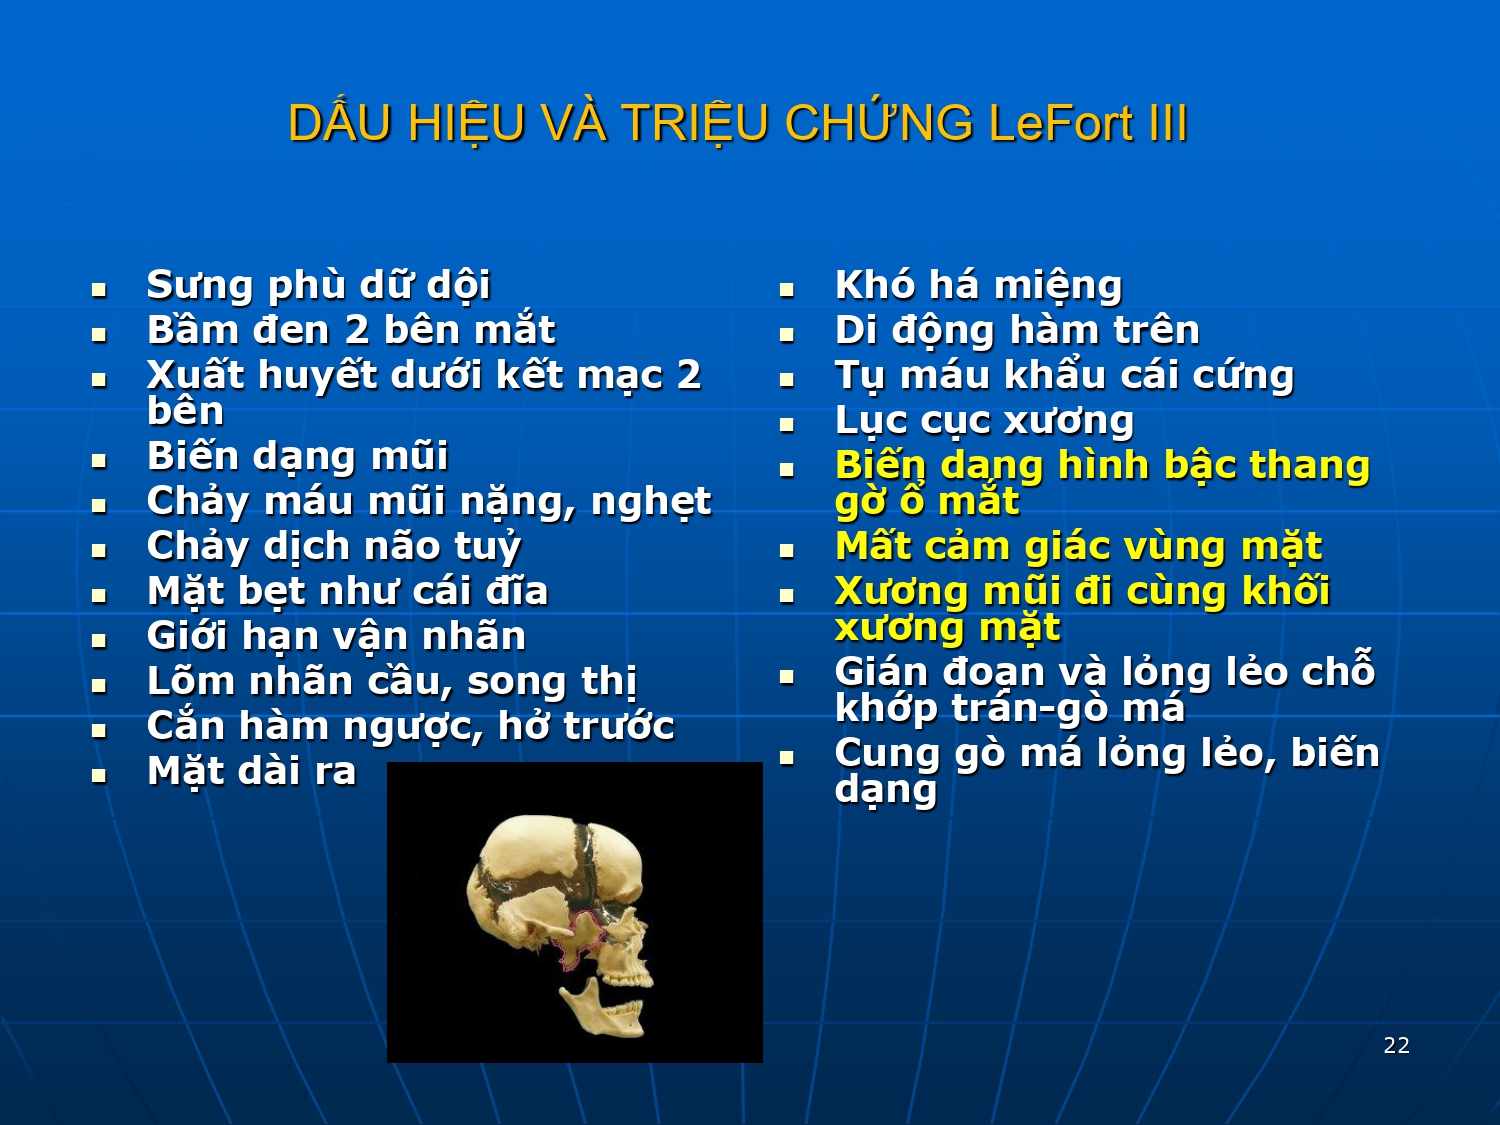 DẤU HIỆU VÀ TRIỆU CHỨNG LeFort III
Sưng phù dữ dội
Bầm đen 2 bên mắt
Xuất huyết dưới kết mạc 2
bên
Biến dạng mũi
Chảy máu mũi nặng, nghẹt
Chảy dịch não tuỷ
Mặt bẹt như cái đĩa
Giới hạn vận nhãn
Lõm nhãn cầu, song thị
Cắn hàm ngược, hở trước
Mặt dài ra
Khó há miệng
Di động hàm trên
Tụ máu khẩu cái cứng
Lục cục xương
Biến dang hình bậc thang
gờ ổ mắt
Mất cảm giác vùng mặt
Xương mũi đi cùng khối
xương mặt
Gián đoạn và lỏng lẻo chỗ
khớp trán-gò má
Cung gò má lỏng lẻo, biến
dạng
22